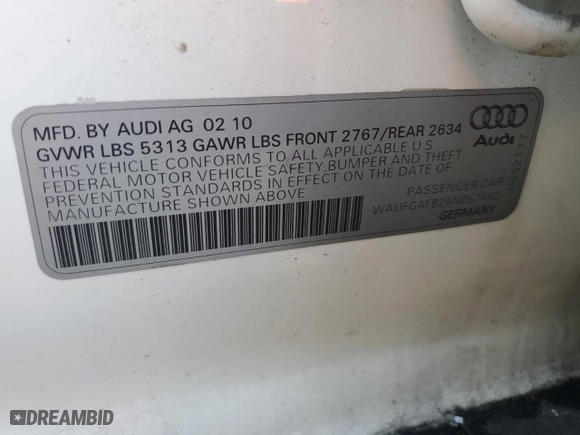 MFD. BY AUDI AG 02 10
GVWR LBS 5313 GAWR LBS FRONT 2767/REAR 2634
THIS VEHICLE CONFORMS TO ALL APPLICABLE U S
FEDERAL MOTOR VEHICLE SAFETY, BUMPER AND THEFT
PREVENTION STANDARDS IN EFFECT ON THE DATE OF
MANUFACTURE SHOWN ABOVE
Audi
PASSENGER CAR
GERMANY
DREAMBID